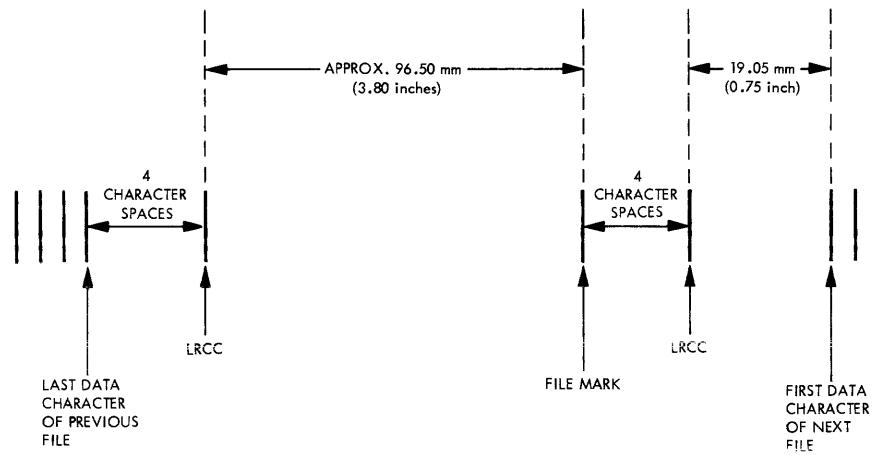 APPROX. 96.50 mm
(3.80 inches)
19.05 mm
(0.75 inch)
4
CHARACTER
SPACES
4
CHARACTER
SPACES
LRCC
LRCC
LAST DATA
CHARACTER
OF PREVIOUS
FILE
FILE MARK
FIRST DATA
CHARACTER
OF NEXT
FILE